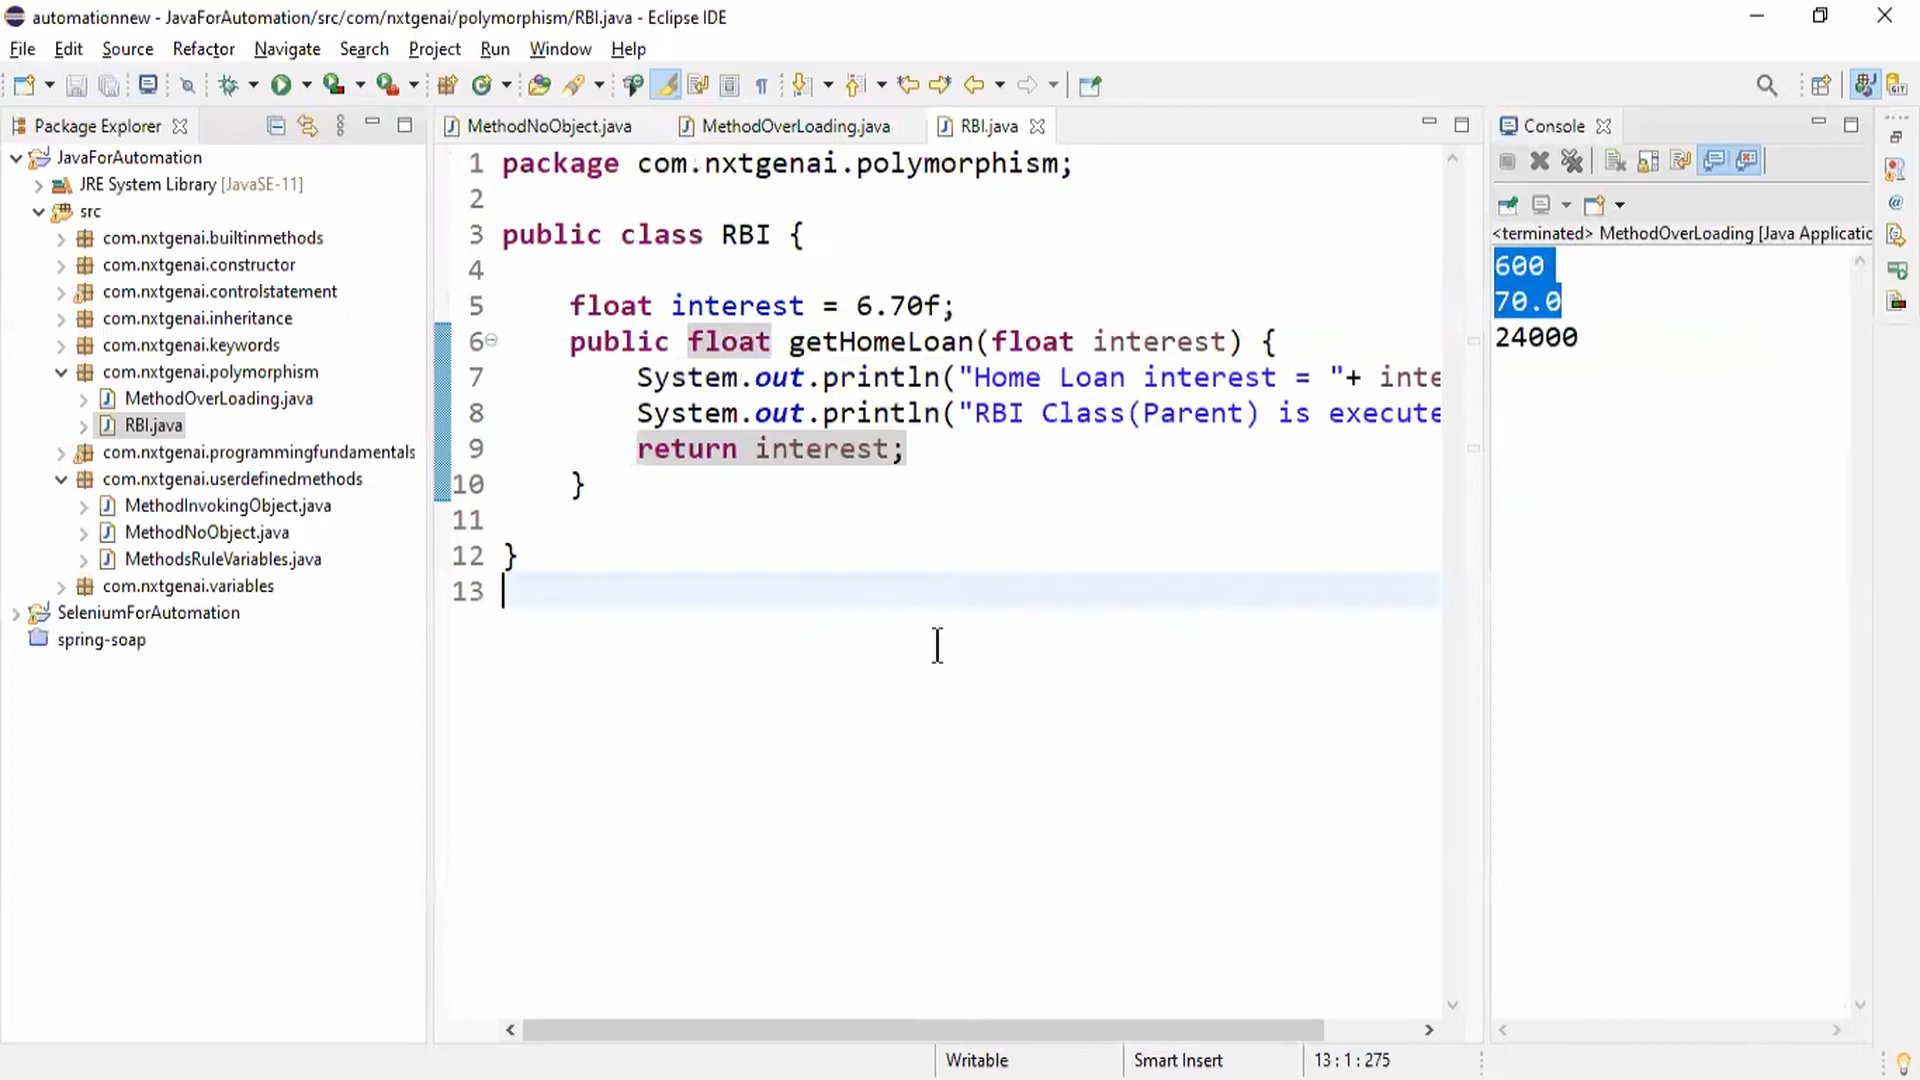 automationnew - JavaForAutomation/src/com/nxtgenai/polymorphism/RBI.java - Eclipse IDE
File Edit Source Refactor Navigate Search Project Run Window Help
Package Explorer
JavaForAutomation
JRE System Library [JavaSE-11]
src
com.nxtgenai.builtinmethods
com.nxtgenai.constructor
com.nxtgenai.controlstatement
com.nxtgenai.inheritance
com.nxtgenai.keywords
com.nxtgenai.polymorphism
MethodOverLoading.java
RBI.java
com.nxtgenai.programmingfundamentals
com.nxtgenai.userdefinedmethods
MethodInvokingObject.java
MethodNoObject.java
MethodsRuleVariables.java
com.nxtgenai.variables
SeleniumForAutomation
spring-soap
MethodNoObject.java MethodOverLoading.java RBI.java
1 package com.nxtgenai.polymorphism;
2
3 public class RBI {
4
5 float interest = 6.70f;
6 public float getHomeLoan(float interest) {
7 System.out.println("Home Loan interest = "+ inte
8 System.out.println("RBI Class(Parent) is execute
9 return interest;
10 }
11
12 }
13
Console
<terminated> MethodOverLoading [Java Applicatic
600
70.0
24000
Writable Smart Insert 13 : 1 : 275